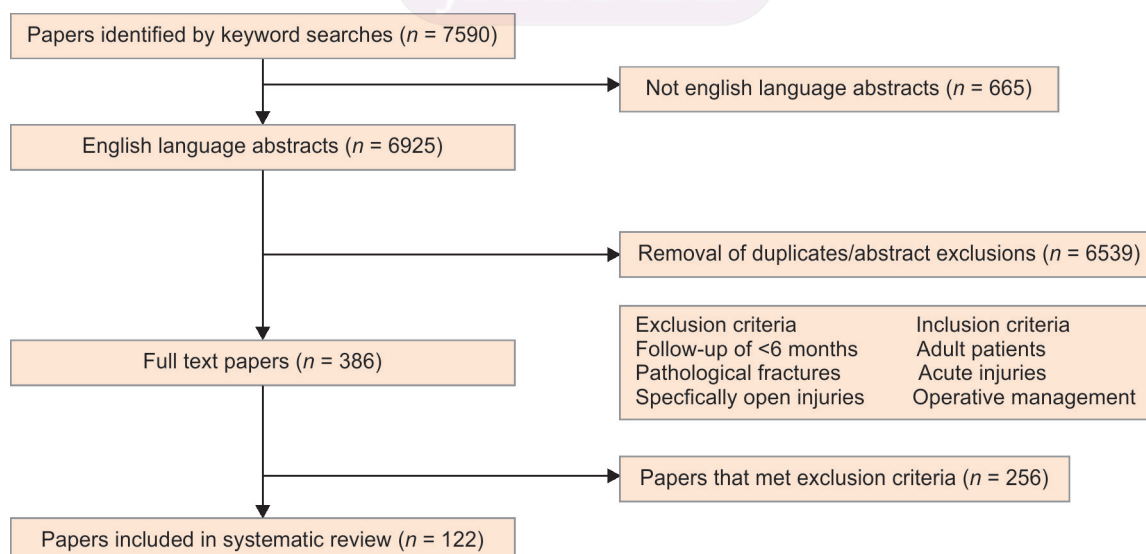 Papers identified by keyword searches (n = 7590)
Not english language abstracts (n = 665)
English language abstracts (n = 6925)
Removal of duplicates/abstract exclusions (n = 6539)
Exclusion criteria Inclusion criteria
Follow-up of <6 months Adult patients
Pathological fractures Acute injuries
Specfically open injuries Operative management
Full text papers (n = 386)
Papers that met exclusion criteria (n = 256)
Papers included in systematic review (n = 122)